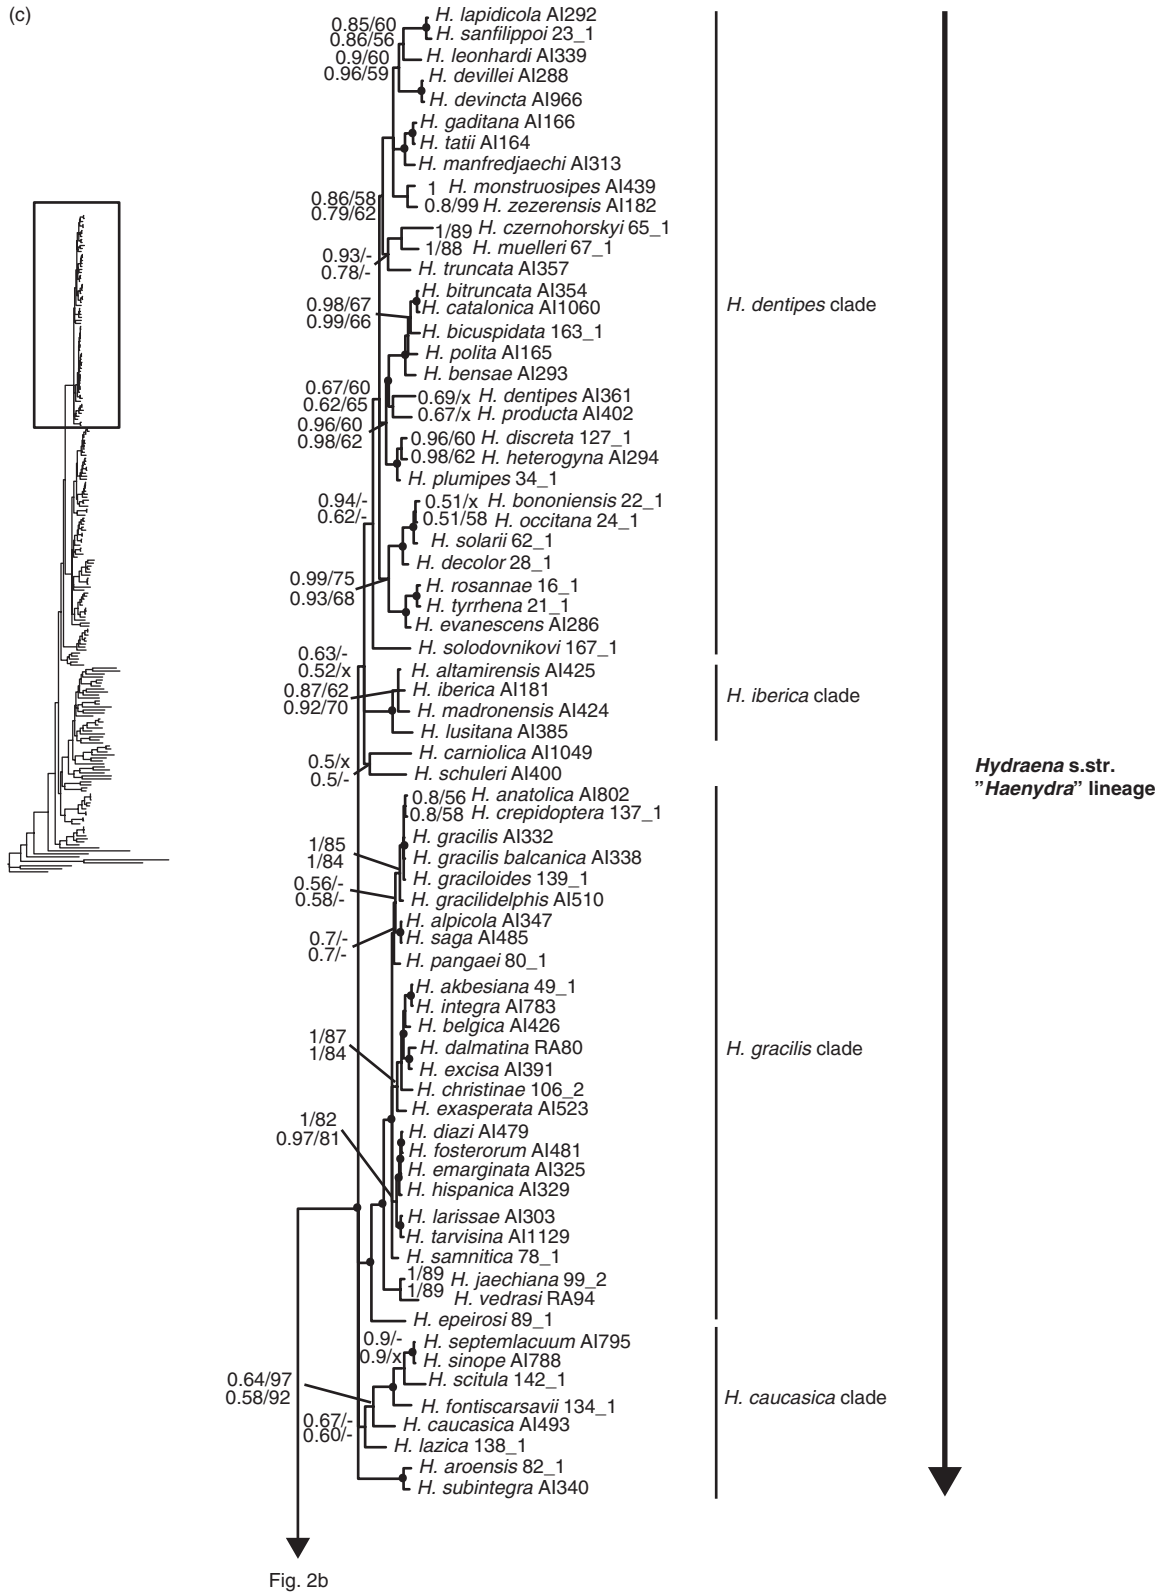 (c)
0.85/60
0.86/56
0.9/60
0.96/59
H. lapidicola AI292
H. sanfilippoi 23_1
H. leonhardi AI339
H. devillei AI288
H. devincta AI966
H. gaditana AI166
H. tatii AI164
H. manfredjaechi AI313
1 H. monstruosipes AI439
0.8/99 H. zezerensis AI182
0.86/58
0.79/62
1/89 H. czernohorskyi 65_1
1/88 H. muelleri 67_1
0.93/-
0.78/-
H. truncata AI357
H. bitruncata AI354
H. catalonica AI1060
0.98/67
0.99/66
H. bicuspidata 163_1
H. polita AI165
H. bensae AI293
0.67/60
0.62/65
0.69/x H. dentipes AI361
0.67/x H. producta AI402
0.96/60
0.98/62
0.96/60 H. discreta 127_1
0.98/62 H. heterogyna AI294
H. plumipes 34_1
0.94/-
0.62/-
0.51/x H. bononiensis 22_1
0.51/58 H. occitana 24_1
H. solarii 62_1
H. decolor 28_1
0.99/75
0.93/68
H. rosannae 16_1
H. tyrrhena 21_1
H. evanescens AI286
H. solodovnikovi 167_1
H. dentipes clade
0.63/-
0.52/x
0.87/62
0.92/70
H. altamirensis AI425
H. iberica AI181
H. madronensis AI424
H. lusitana AI385
H. iberica clade
0.5/x
0.5/-
H. carniolica AI1049
H. schuleri AI400
Hydraena s.str.
"Haenydra" lineage
0.8/56 H. anatolica AI802
0.8/58 H. crepidoptera 137_1
H. gracilis AI332
1/85
1/84
H. gracilis balcanica AI338
H. graciloides 139_1
0.56/-
0.58/-
H. gracilidelphis AI510
H. alpicola AI347
H. saga AI485
0.7/-
0.7/-
H. pangaei 80_1
H. akbesiana 49_1
H. integra AI783
H. belgica AI426
1/87
1/84
H. dalmatina RA80
H. excisa AI391
H. christinae 106_2
H. exasperata AI523
1/82
0.97/81
H. diazi AI479
H. fosterorum AI481
H. emarginata AI325
H. hispanica AI329
H. larissae AI303
H. tarvisina AI1129
H. samnitica 78_1
1/89 H. jaechiana 99_2
1/89 H. vedrasi RA94
H. epeirosi 89_1
H. gracilis clade
0.9/-
0.9/x
H. septemlacuum AI795
H. sinope AI788
H. scitula 142_1
0.64/97
0.58/92
H. fontiscarsavii 134_1
0.67/-
0.60/-
H. caucasica AI493
H. lazica 138_1
H. aroensis 82_1
H. subintegra AI340
H. caucasica clade
Fig. 2b